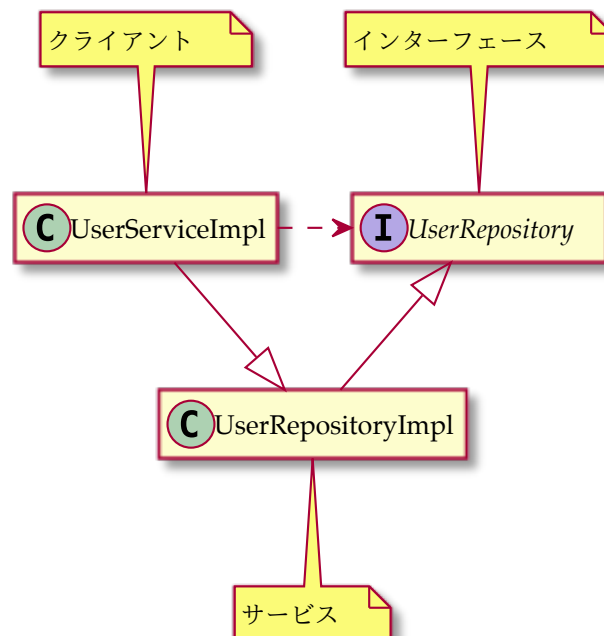 クライアント
インターフェース
C UserServiceImpl
I UserRepository
C UserRepositoryImpl
サービス